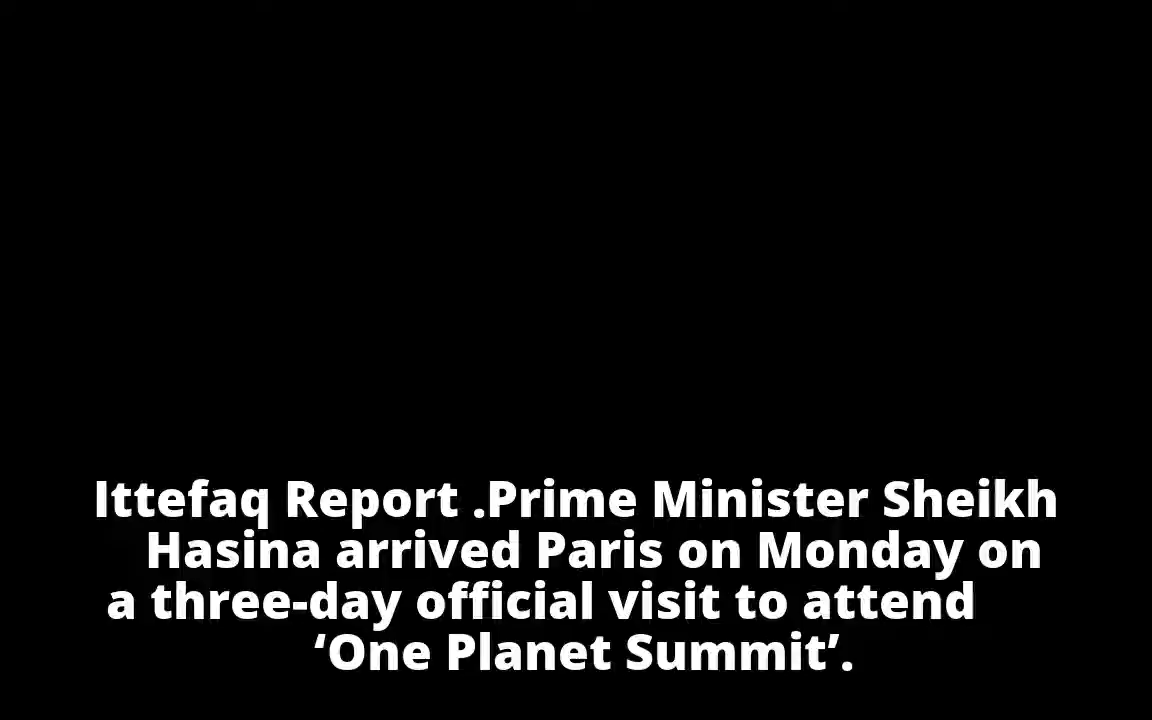 Ittefaq Report .Prime Minister Sheikh
Hasina arrived Paris on Monday on
a three-day official visit to attend
‘One Planet Summit’.